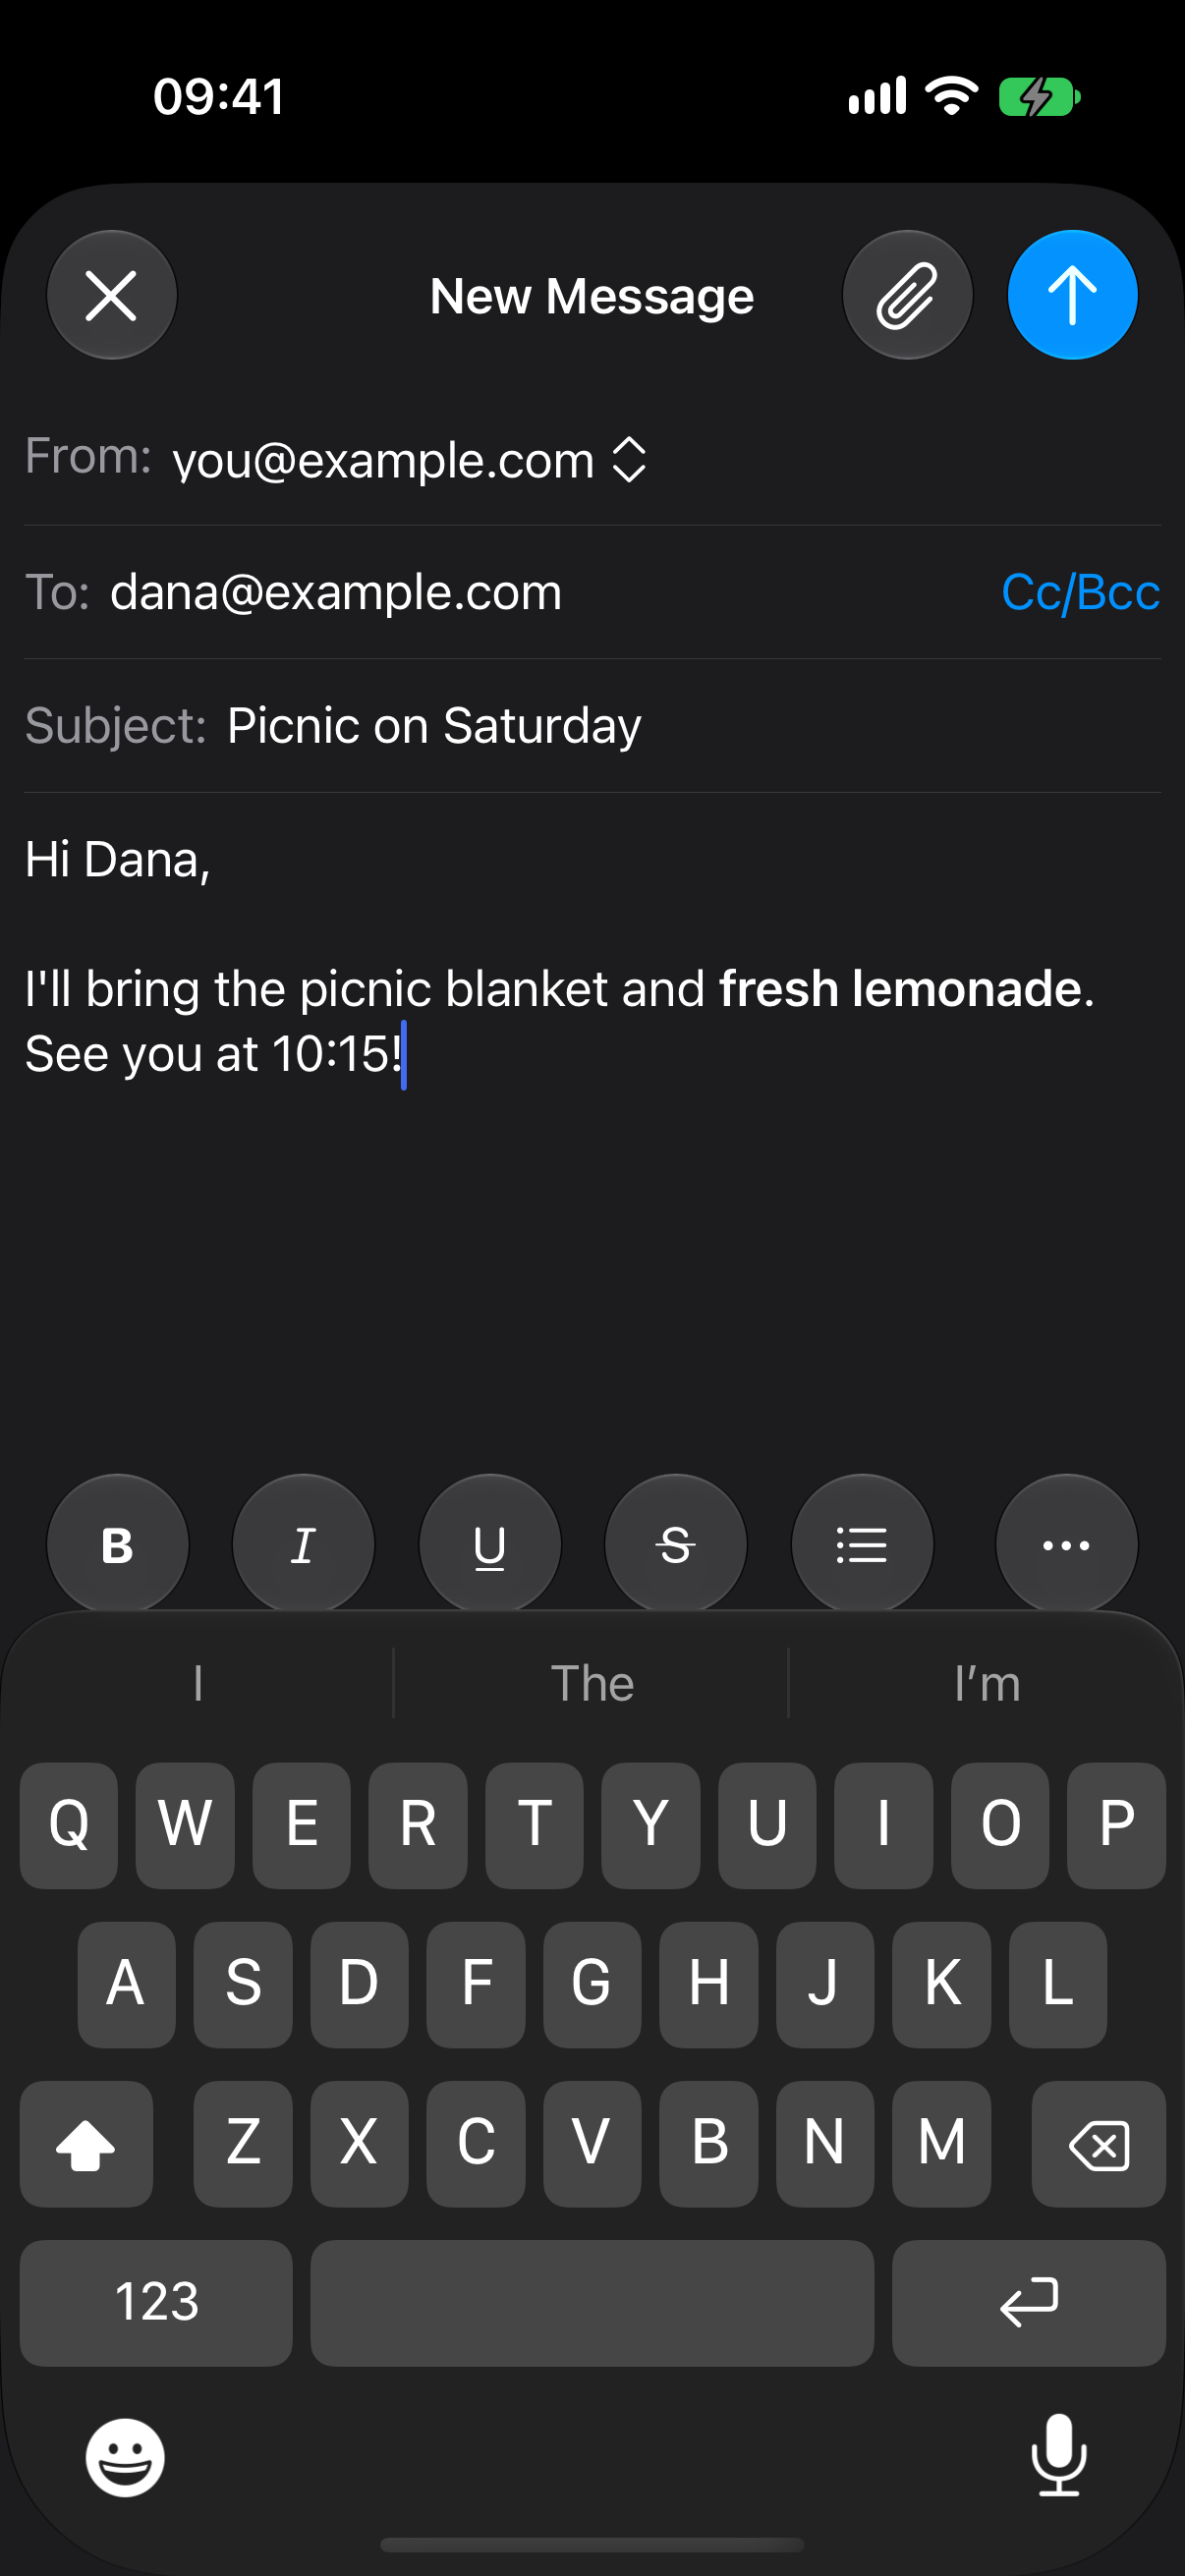 09:41
New Message
From: you@example.com
To: dana@example.com Cc/Bcc
Subject: Picnic on Saturday
Hi Dana,
I'll bring the picnic blanket and fresh lemonade.
See you at 10:15!
B I U S
I The I’m
Q W E R T Y U I O P
A S D F G H J K L
Z X C V B N M
123